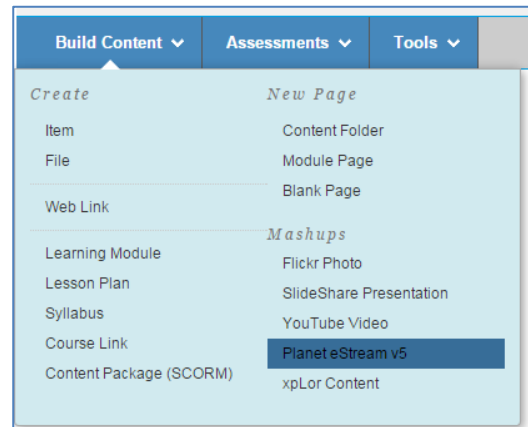 Build Content
Assessments
Tools
Create
Item
File
Web Link
Learning Module
Lesson Plan
Syllabus
Course Link
Content Package (SCORM)
New Page
Content Folder
Module Page
Blank Page
Mashups
Flickr Photo
SlideShare Presentation
YouTube Video
Planet eStream v5
xpLor Content